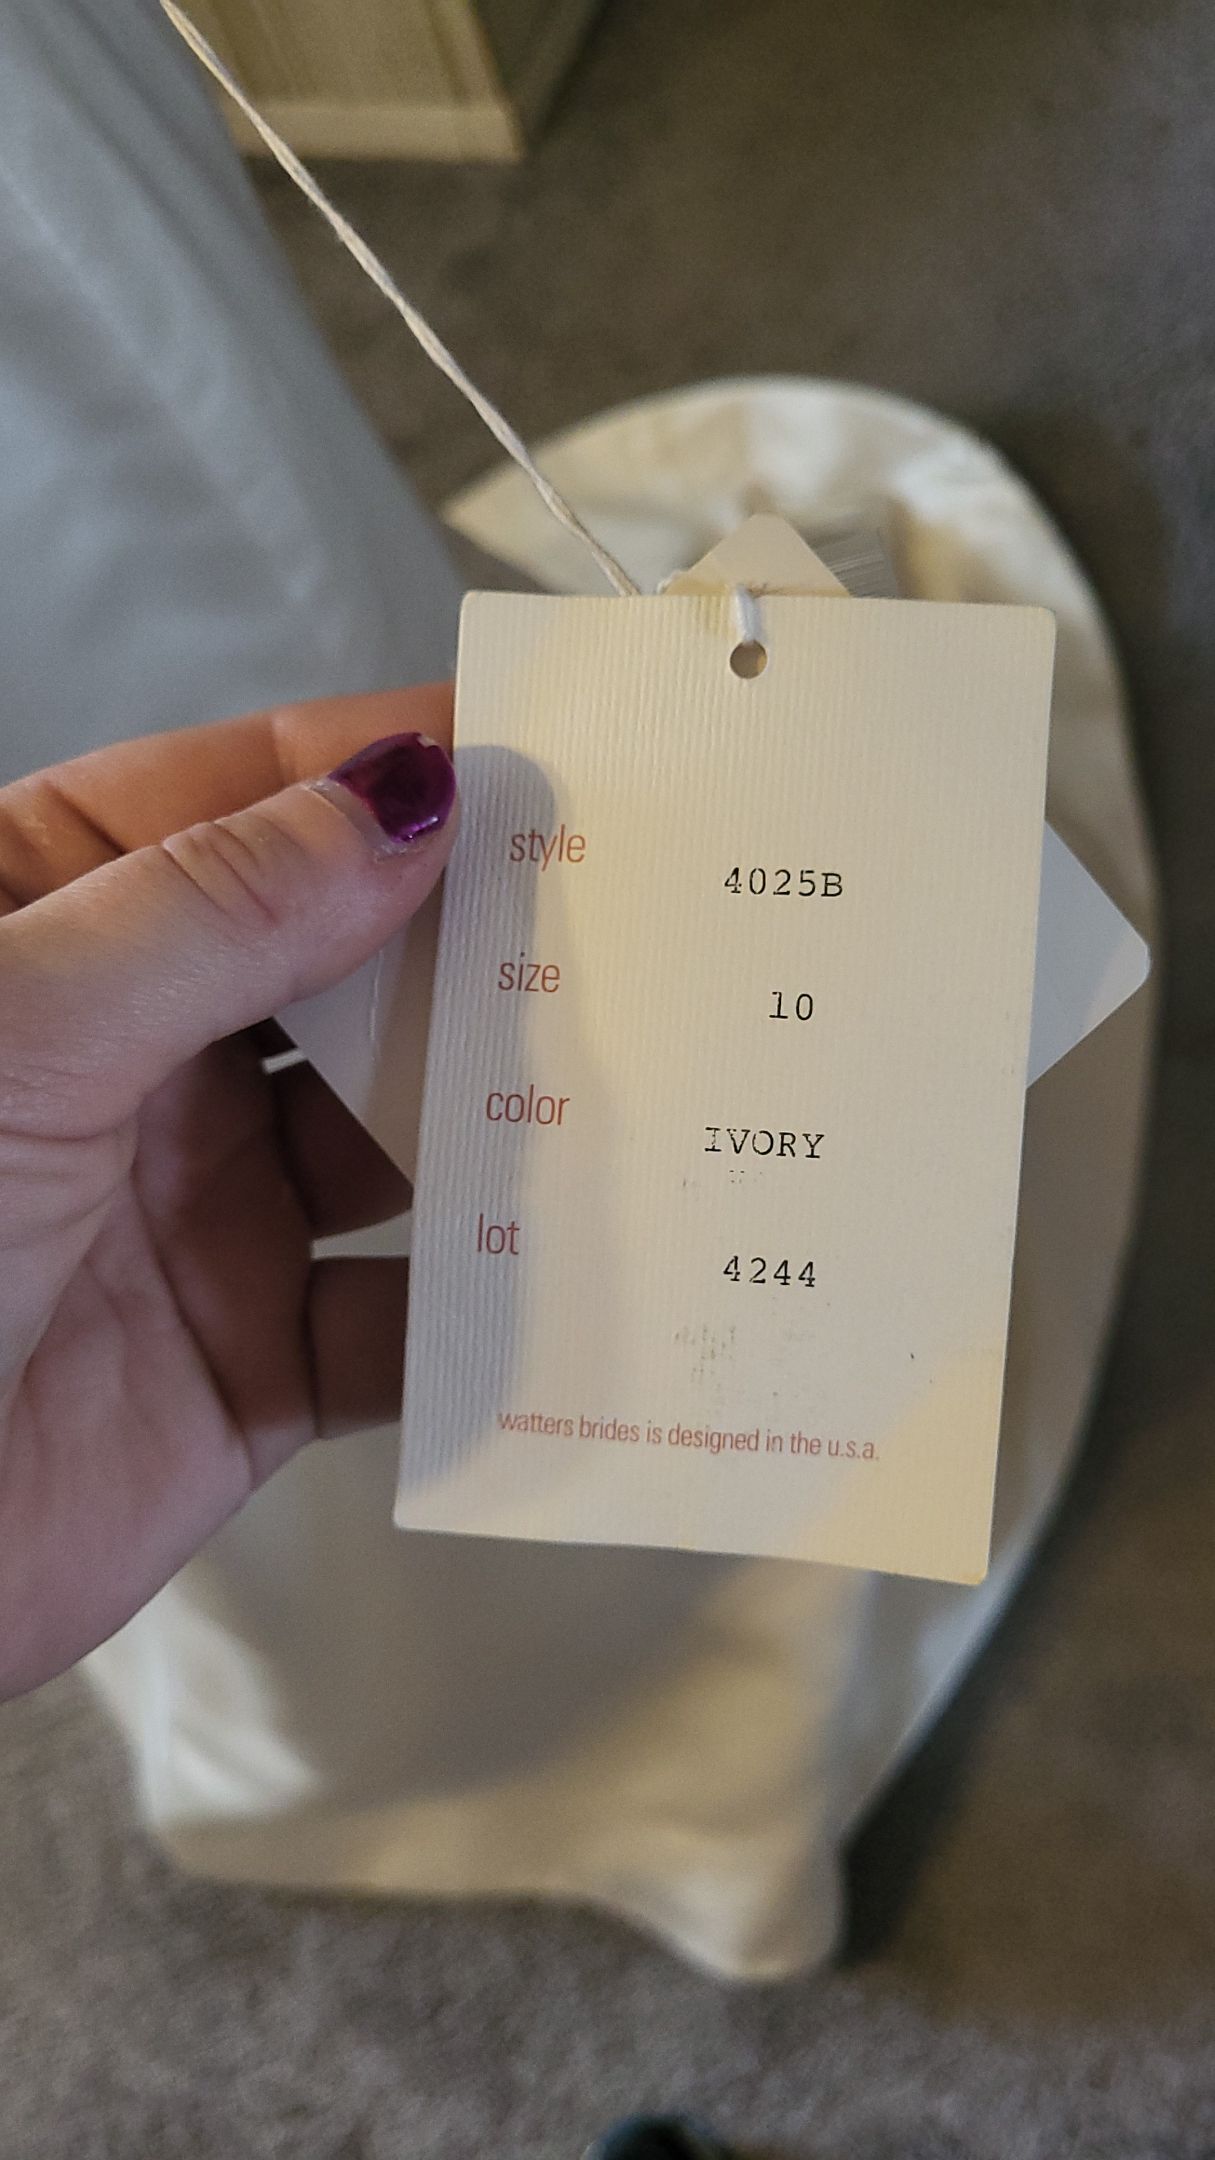 style 4025B
size 10
color IVORY
lot 4244
watters brides is designed in the u.s.a.